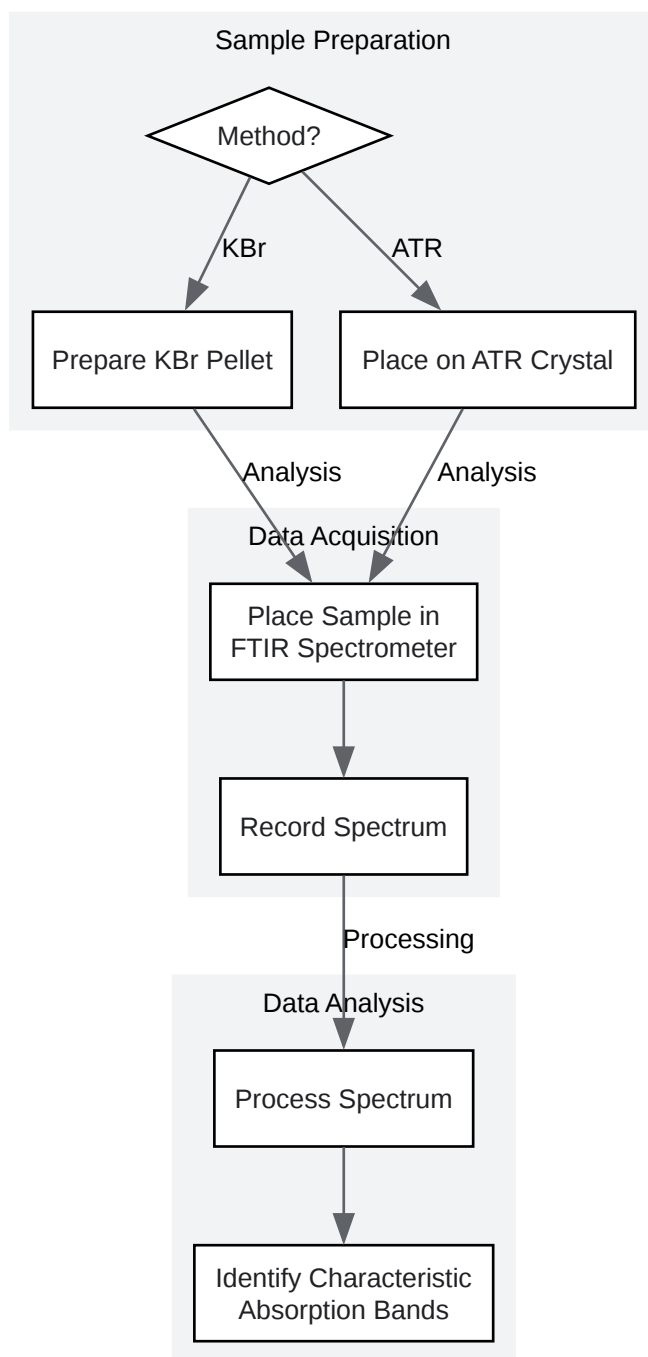 Sample Preparation
Method?
KBr
ATR
Prepare KBr Pellet
Place on ATR Crystal
Analysis
Analysis
Data Acquisition
Place Sample in
FTIR Spectrometer
Record Spectrum
Processing
Data Analysis
Process Spectrum
Identify Characteristic
Absorption Bands